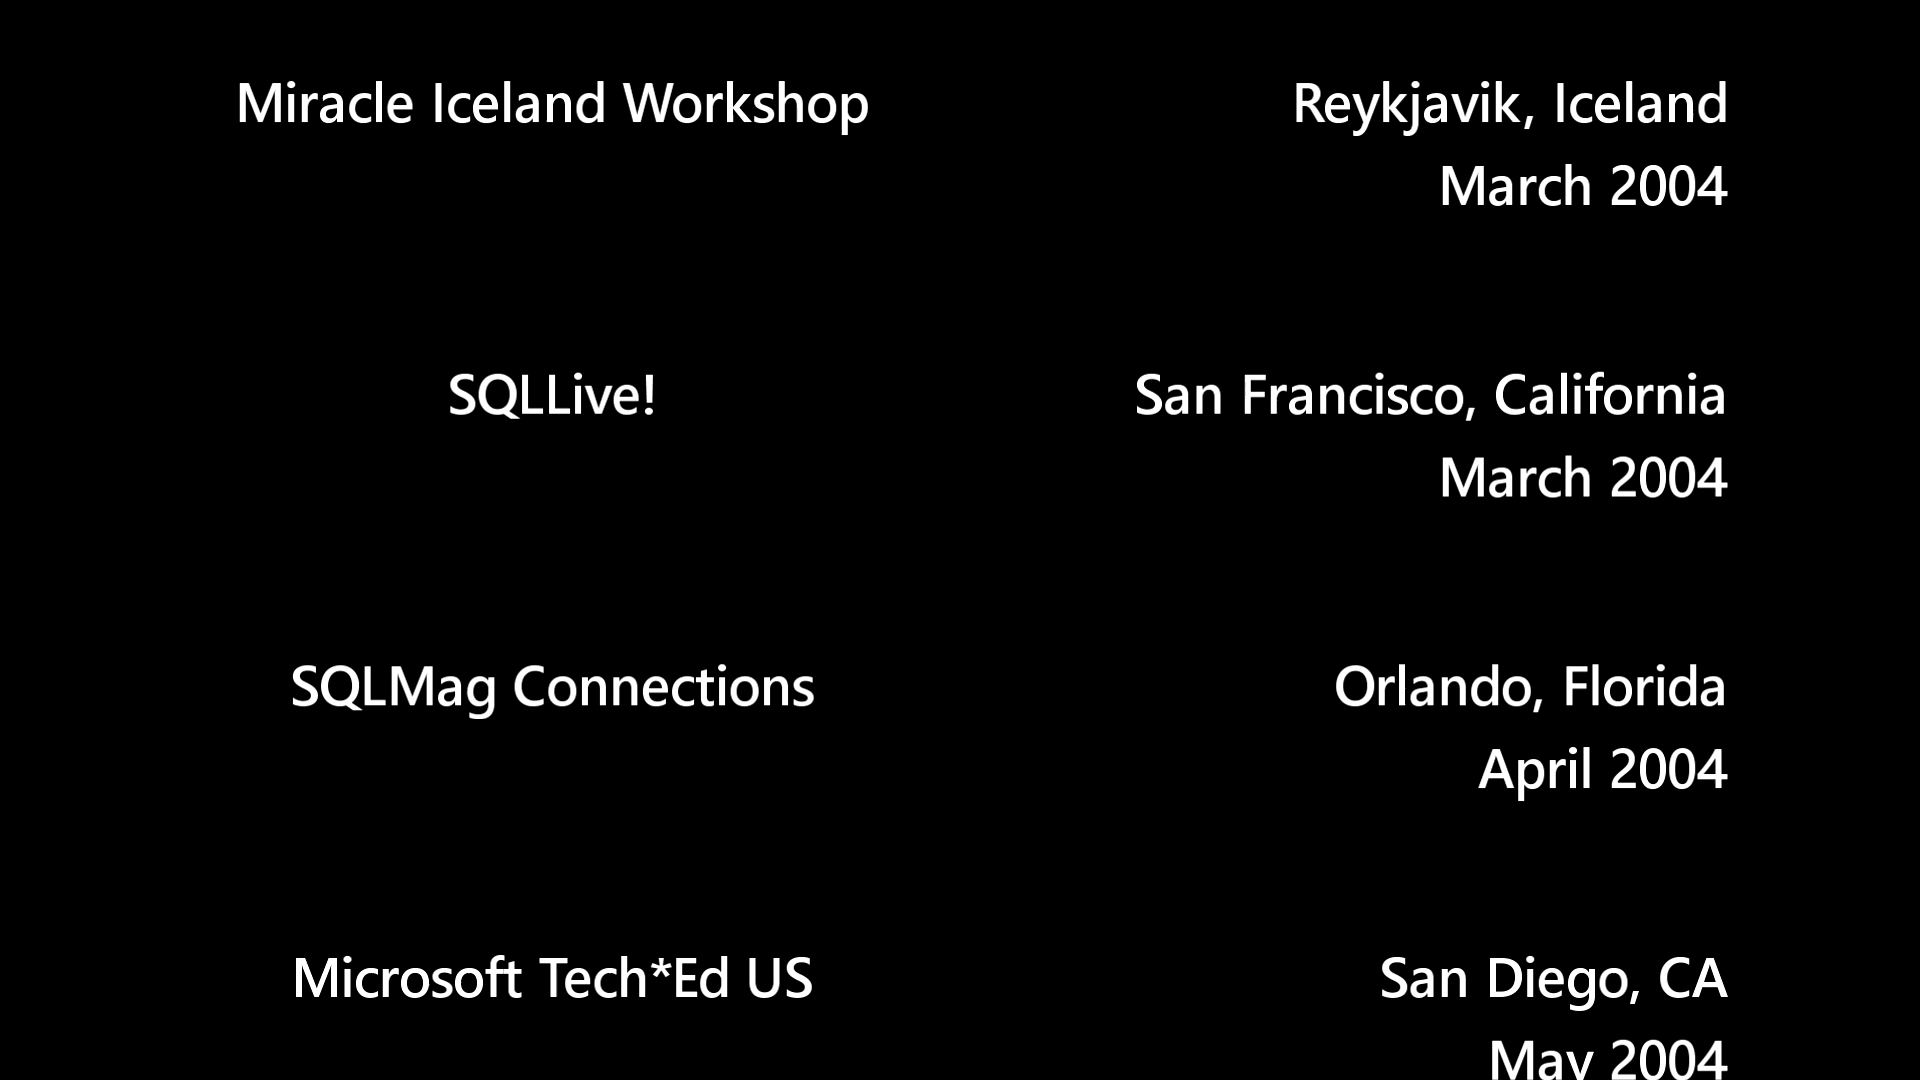 Miracle Iceland Workshop Reykjavik, Iceland
March 2004
SQLLive! San Francisco, California
March 2004
SQLMag Connections Orlando, Florida
April 2004
Microsoft Tech*Ed US San Diego, CA
May 2004